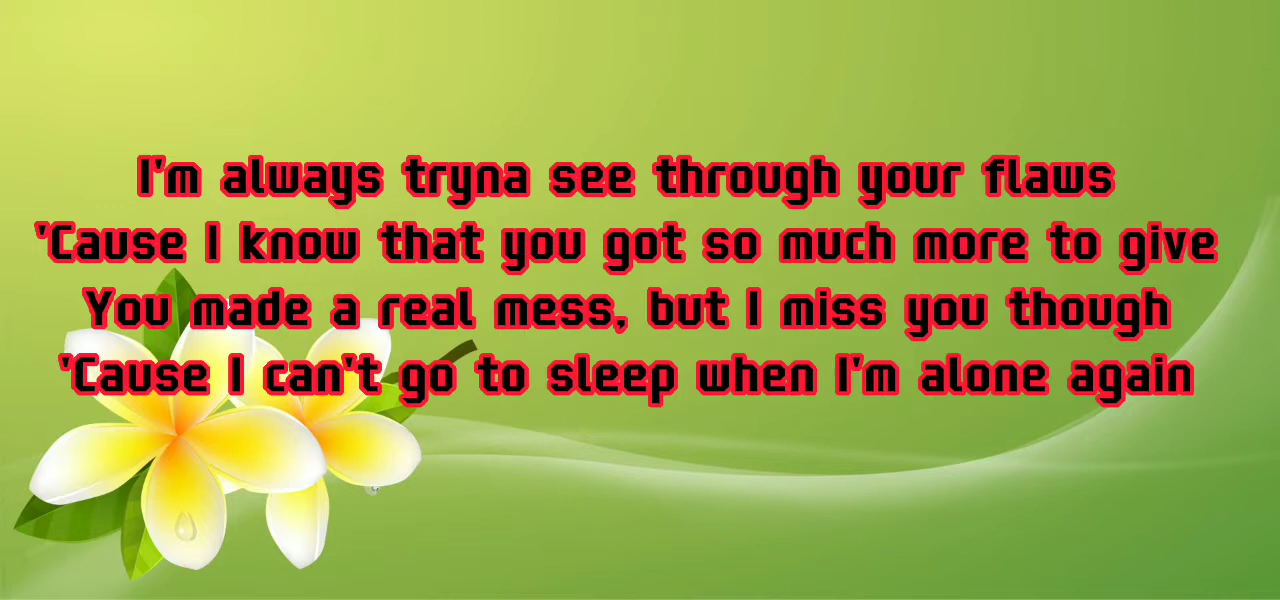 I'm always tryna see through your flaws
'Cause I know that you got so much more to give
You made a real mess, but I miss you though
'Cause I can't go to sleep when I'm alone again